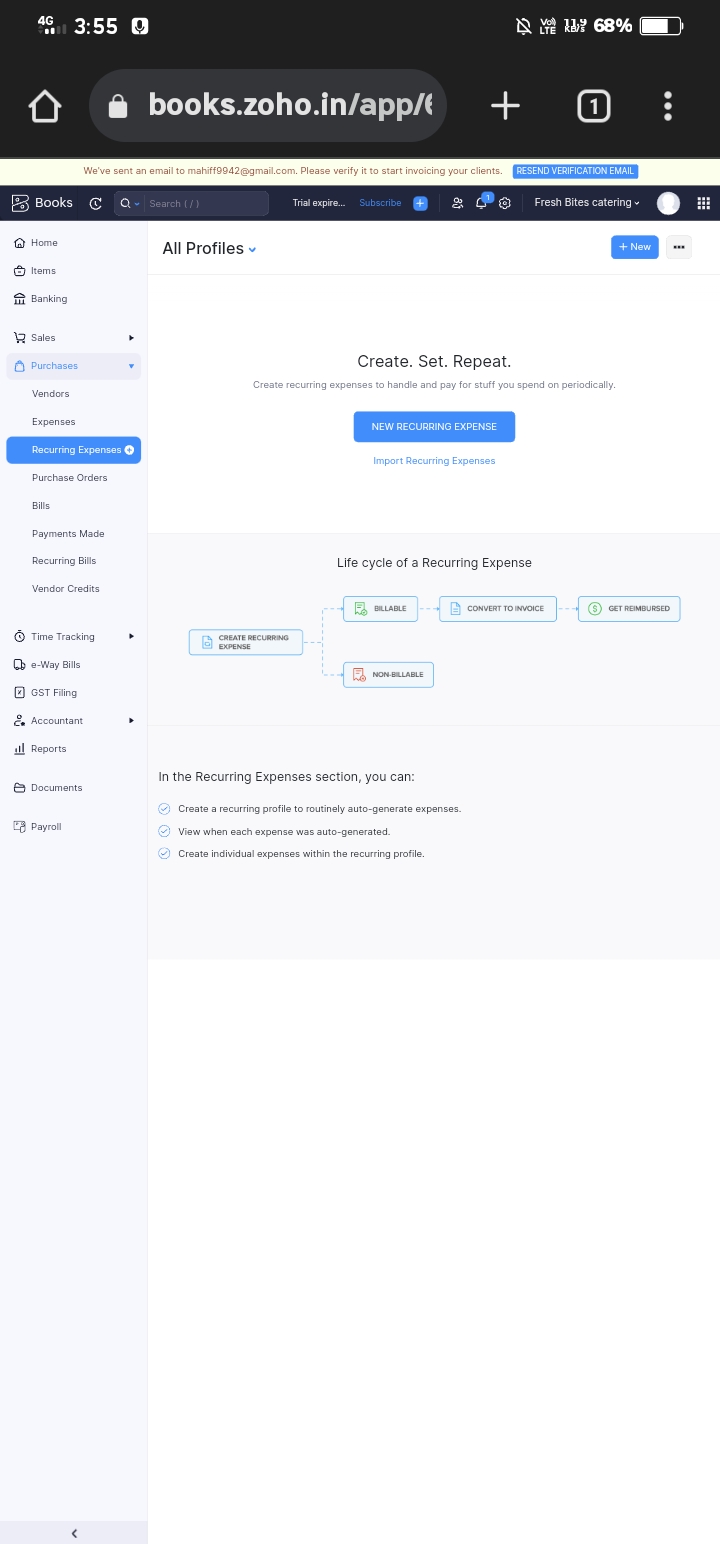 4G 3:55 Vo) LTE 11.9 KB/s 68%
books.zoho.in/app/6
1
We've sent an email to mahiff9942@gmail.com. Please verify it to start invoicing your clients. RESEND VERIFICATION EMAIL
Books Search ( / ) Trial expire... Subscribe 1 Fresh Bites catering
Home
Items
Banking
Sales
Purchases
Vendors
Expenses
Recurring Expenses
Purchase Orders
Bills
Payments Made
Recurring Bills
Vendor Credits
Time Tracking
e-Way Bills
GST Filing
Accountant
Reports
Documents
Payroll
All Profiles
+ New
Create. Set. Repeat.
Create recurring expenses to handle and pay for stuff you spend on periodically.
NEW RECURRING EXPENSE
Import Recurring Expenses
Life cycle of a Recurring Expense
CREATE RECURRING
EXPENSE
BILLABLE
CONVERT TO INVOICE
GET REIMBURSED
NON-BILLABLE
In the Recurring Expenses section, you can:
Create a recurring profile to routinely auto-generate expenses.
View when each expense was auto-generated.
Create individual expenses within the recurring profile.